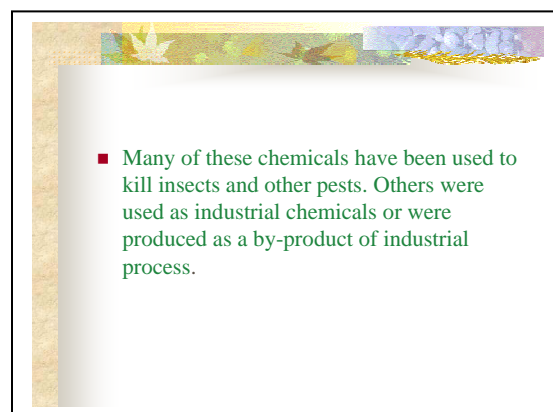 Many of these chemicals have been used to
kill insects and other pests. Others were
used as industrial chemicals or were
produced as a by-product of industrial
process.